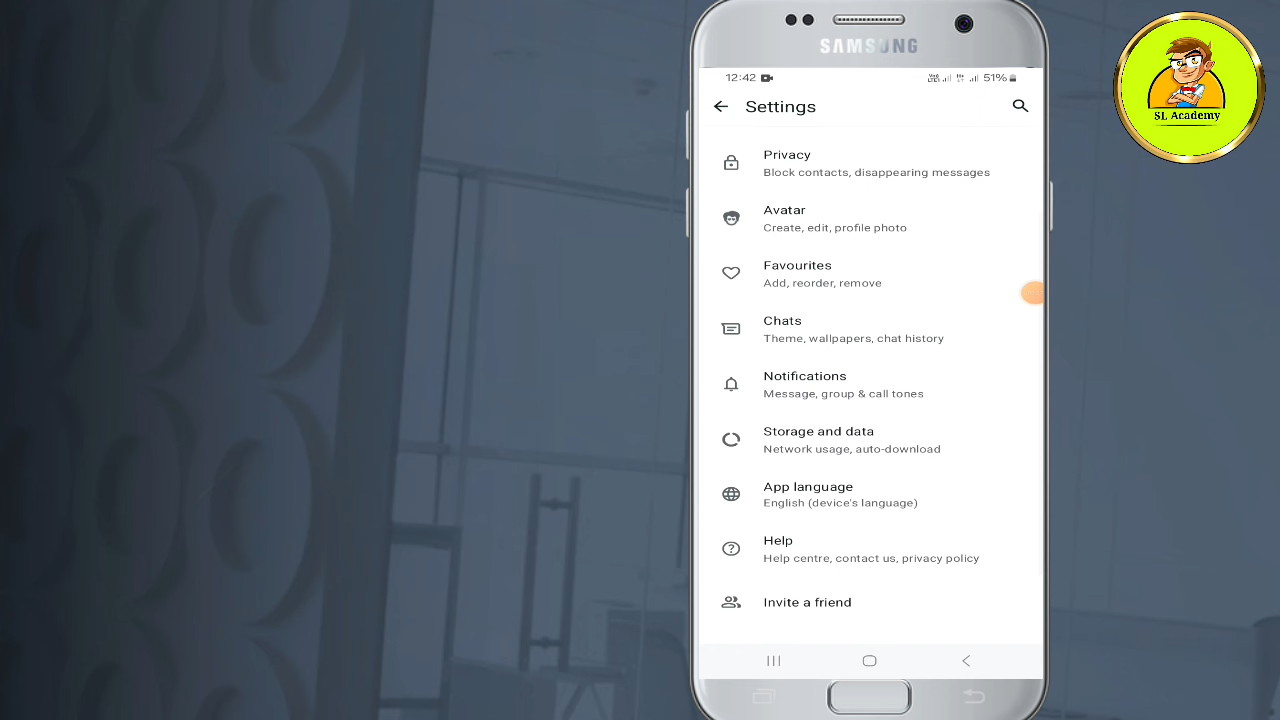 SAMSUNG
12:42
51%
Settings
Privacy
Block contacts, disappearing messages
Avatar
Create, edit, profile photo
Favourites
Add, reorder, remove
Chats
Theme, wallpapers, chat history
Notifications
Message, group & call tones
Storage and data
Network usage, auto-download
App language
English (device's language)
Help
Help centre, contact us, privacy policy
Invite a friend
SL Academy